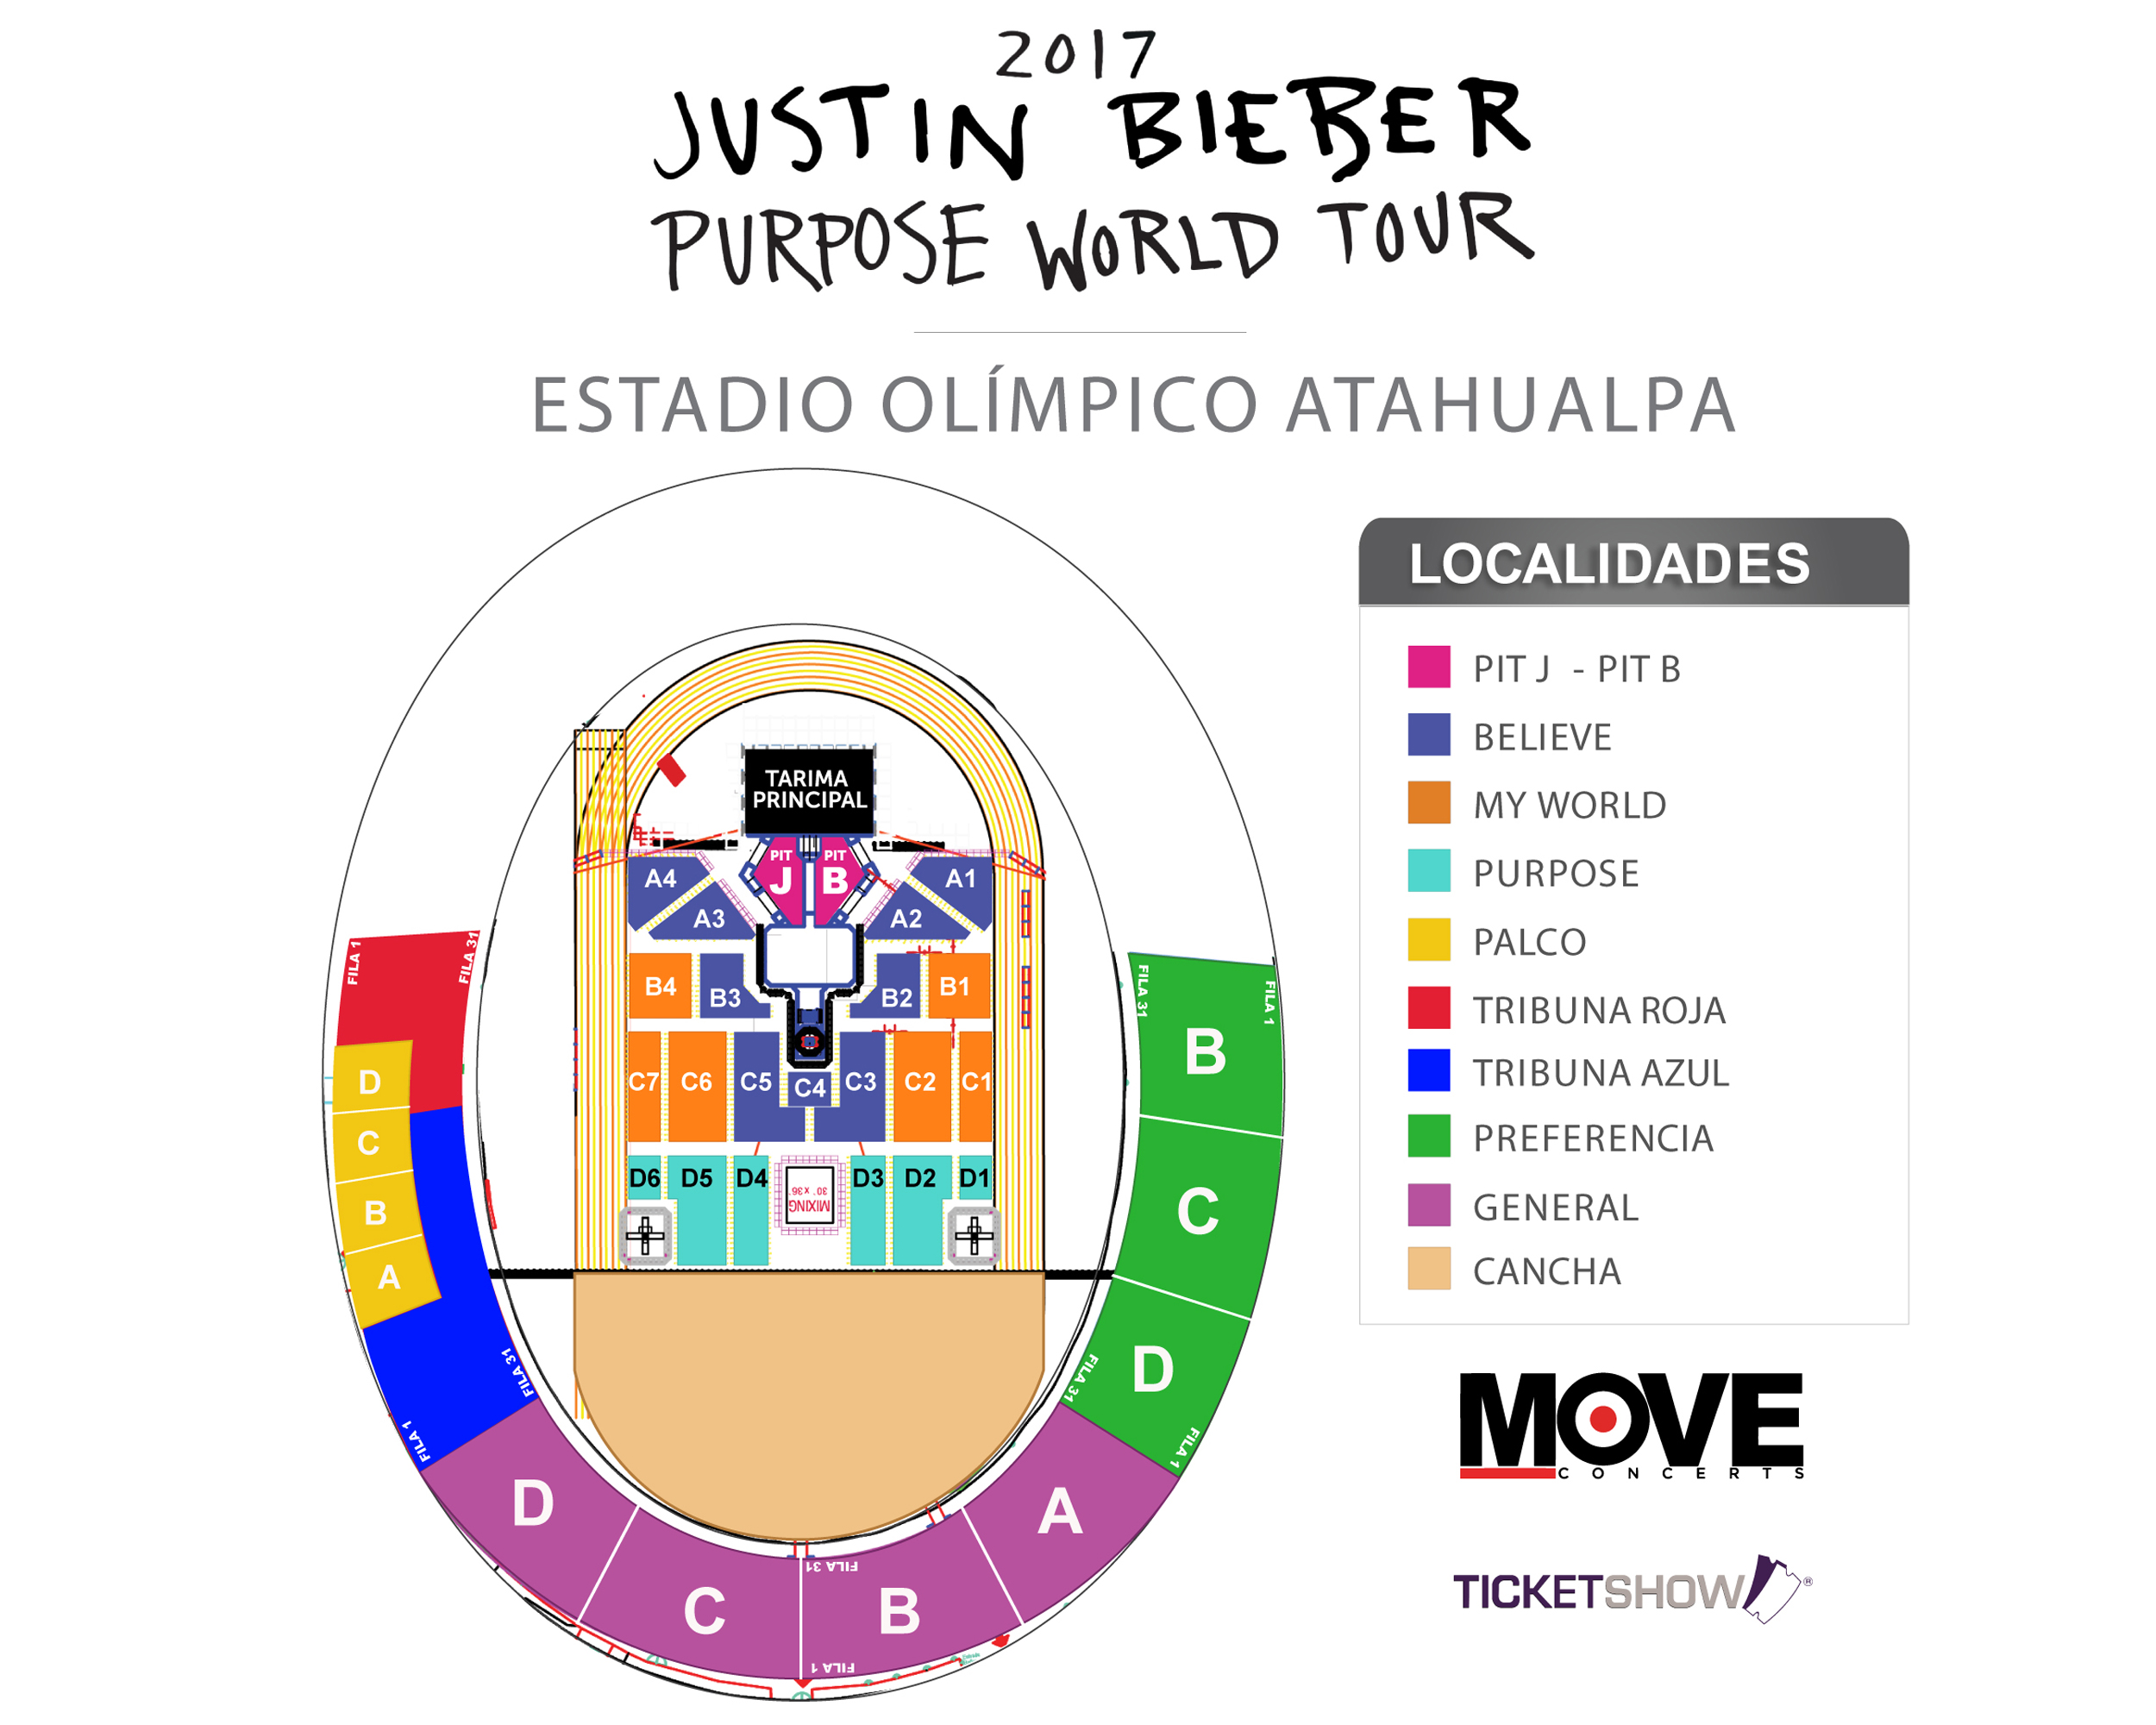 2017
JUSTIN BIEBER
PURPOSE WORLD TOUR
ESTADIO OLÍMPICO ATAHUALPA
LOCALIDADES
PIT J - PIT B
BELIEVE
MY WORLD
PURPOSE
PALCO
TRIBUNA ROJA
TRIBUNA AZUL
PREFERENCIA
GENERAL
CANCHA
TARIMA
PRINCIPAL
PIT J
PIT B
A4
A3
A2
A1
B4
B3
B2
B1
C7
C6
C5
C4
C3
C2
C1
D6
D5
D4
D3
D2
D1
MIXING
30' x 36'
FILA 1
FILA 31
D
C
B
A
FILA 31
FILA 1
FILA 31
FILA 1
B
C
D
FILA 31
FILA 1
D
C
B
A
FILA 31
FILA 1
MOVE
CONCERTS
TICKETSHOW®